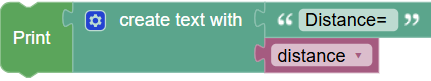 Print create text with “ Distance= ”
distance